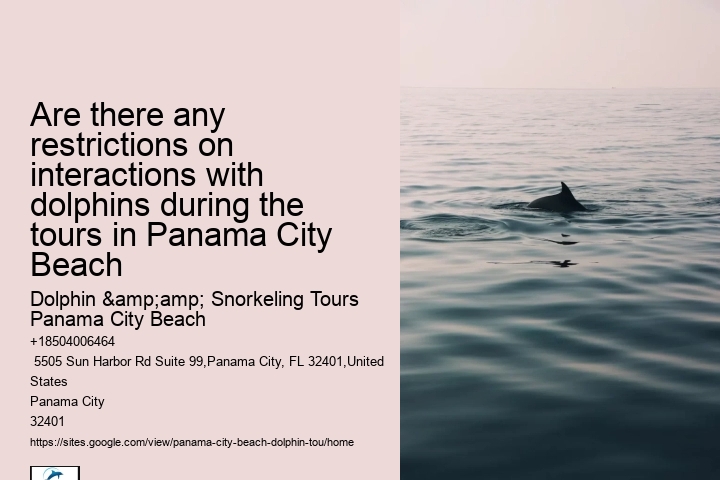 Are there any
restrictions on
interactions with
dolphins during the
tours in Panama City
Beach
Dolphin &amp;amp; Snorkeling Tours
Panama City Beach
+18504006464
5505 Sun Harbor Rd Suite 99,Panama City, FL 32401,United
States
Panama City
32401
https://sites.google.com/view/panama-city-beach-dolphin-tou/home